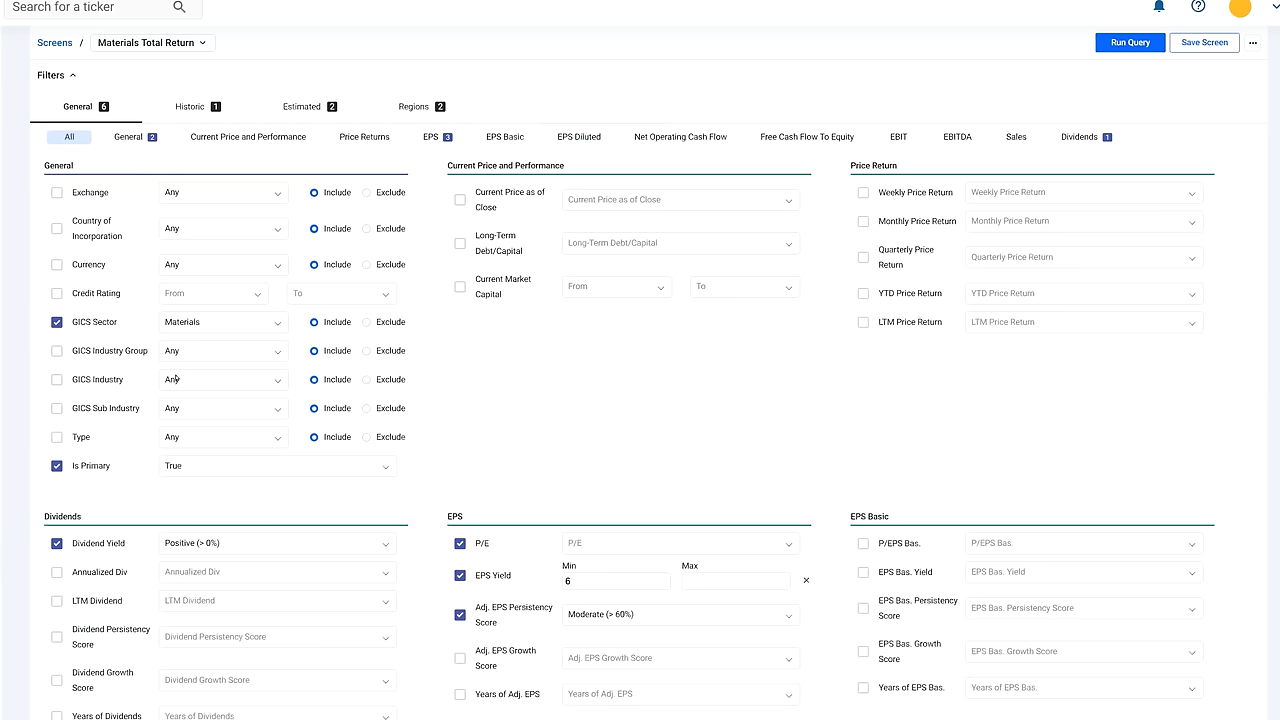 Search for a ticker
Screens / Materials Total Return
Run Query
Save Screen
Filters
General 6
Historic 1
Estimated 2
Regions 2
All
General 2
Current Price and Performance
Price Returns
EPS 3
EPS Basic
EPS Diluted
Net Operating Cash Flow
Free Cash Flow To Equity
EBIT
EBITDA
Sales
Dividends 1
General
Exchange Any Include Exclude
Country of
Incorporation
Any Include Exclude
Currency Any Include Exclude
Credit Rating From To
GICS Sector Materials Include Exclude
GICS Industry Group Any Include Exclude
GICS Industry Any Include Exclude
GICS Sub Industry Any Include Exclude
Type Any Include Exclude
Is Primary True
Current Price and Performance
Current Price as of
Close
Current Price as of Close
Long-Term
Debt/Capital
Long-Term Debt/Capital
Current Market
Capital
From To
Price Return
Weekly Price Return Weekly Price Return
Monthly Price Return Monthly Price Return
Quarterly Price
Return
Quarterly Price Return
YTD Price Return YTD Price Return
LTM Price Return LTM Price Return
Dividends
Dividend Yield Positive (> 0%)
Annualized Div Annualized Div
LTM Dividend LTM Dividend
Dividend Persistency
Score
Dividend Persistency Score
Dividend Growth
Score
Dividend Growth Score
Years of Dividends Years of Dividends
EPS
P/E P/E
Min Max
EPS Yield 6
Adj. EPS Persistency
Score
Moderate (> 60%)
Adj. EPS Growth
Score
Adj. EPS Growth Score
Years of Adj. EPS Years of Adj. EPS
EPS Basic
P/EPS Bas. P/EPS Bas.
EPS Bas. Yield EPS Bas. Yield
EPS Bas. Persistency
Score
EPS Bas. Persistency Score
EPS Bas. Growth
Score
EPS Bas. Growth Score
Years of EPS Bas. Years of EPS Bas.